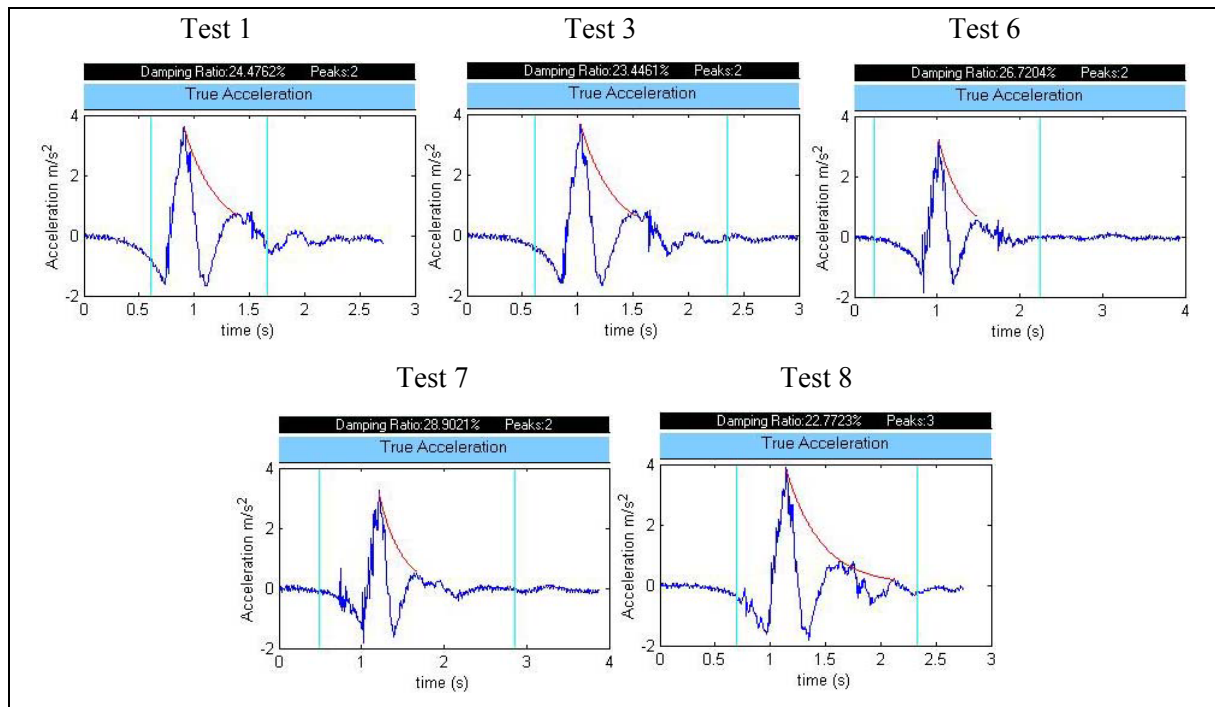 Test 1 Test 3 Test 6
Damping Ratio:24.4762% Peaks:2
True Acceleration
4
2
0
-2
Acceleration m/s²
0 0.5 1 1.5 2 2.5 3
time (s)
Damping Ratio:23.4461% Peaks:2
True Acceleration
4
2
0
-2
Acceleration m/s²
0 0.5 1 1.5 2 2.5 3
time (s)
Damping Ratio:26.7204% Peaks:2
True Acceleration
4
2
0
-2
Acceleration m/s²
0 1 2 3 4
time (s)
Test 7 Test 8
Damping Ratio:28.9021% Peaks:2
True Acceleration
4
2
0
-2
Acceleration m/s²
0 1 2 3 4
time (s)
Damping Ratio:22.7723% Peaks:3
True Acceleration
4
2
0
-2
Acceleration m/s²
0 0.5 1 1.5 2 2.5 3
time (s)